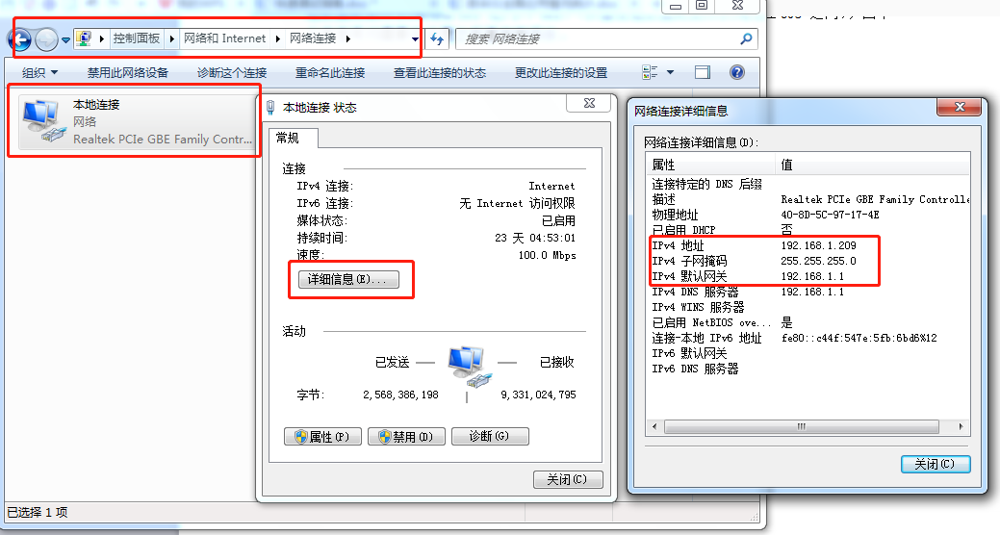 控制面板 网络和 Internet 网络连接
搜索 网络连接
组织 禁用此网络设备 诊断这个连接 重命名此连接 查看此连接的状态 更改此连接的设置
本地连接
网络
Realtek PCIe GBE Family Contr...
本地连接 状态
常规
连接
IPv4 连接: Internet
IPv6 连接: 无 Internet 访问权限
媒体状态: 已启用
持续时间: 23 天 04:53:01
速度: 100.0 Mbps
详细信息(E)...
活动
已发送 已接收
字节: 2,568,386,198 9,331,024,795
属性(P) 禁用(D) 诊断(G)
关闭(C)
网络连接详细信息
网络连接详细信息(D):
属性 值
连接特定的 DNS 后缀
描述 Realtek PCIe GBE Family Controlle
物理地址 40-8D-5C-97-17-4E
已启用 DHCP 否
IPv4 地址 192.168.1.209
IPv4 子网掩码 255.255.255.0
IPv4 默认网关 192.168.1.1
IPv4 DNS 服务器 192.168.1.1
IPv4 WINS 服务器
已启用 NetBIOS ove... 是
连接-本地 IPv6 地址 fe80::c44f:547e:5fb:6bd6%12
IPv6 默认网关
IPv6 DNS 服务器
关闭(C)
已选择 1 项